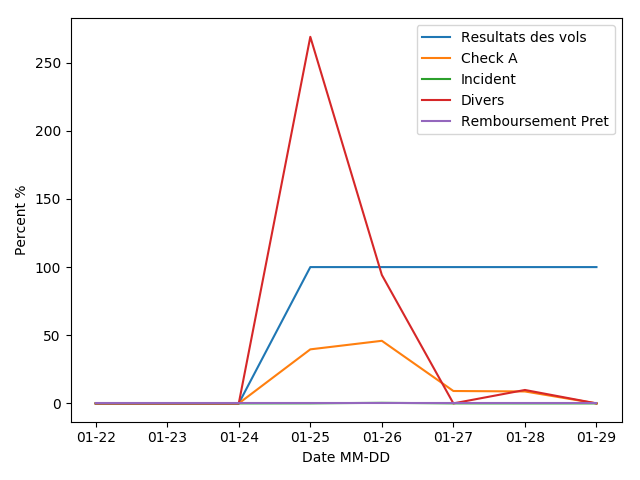 Resultats des vols
Check A
Incident
Divers
Remboursement Pret
250
200
150
100
50
0
Percent %
01-22 01-23 01-24 01-25 01-26 01-27 01-28 01-29
Date MM-DD